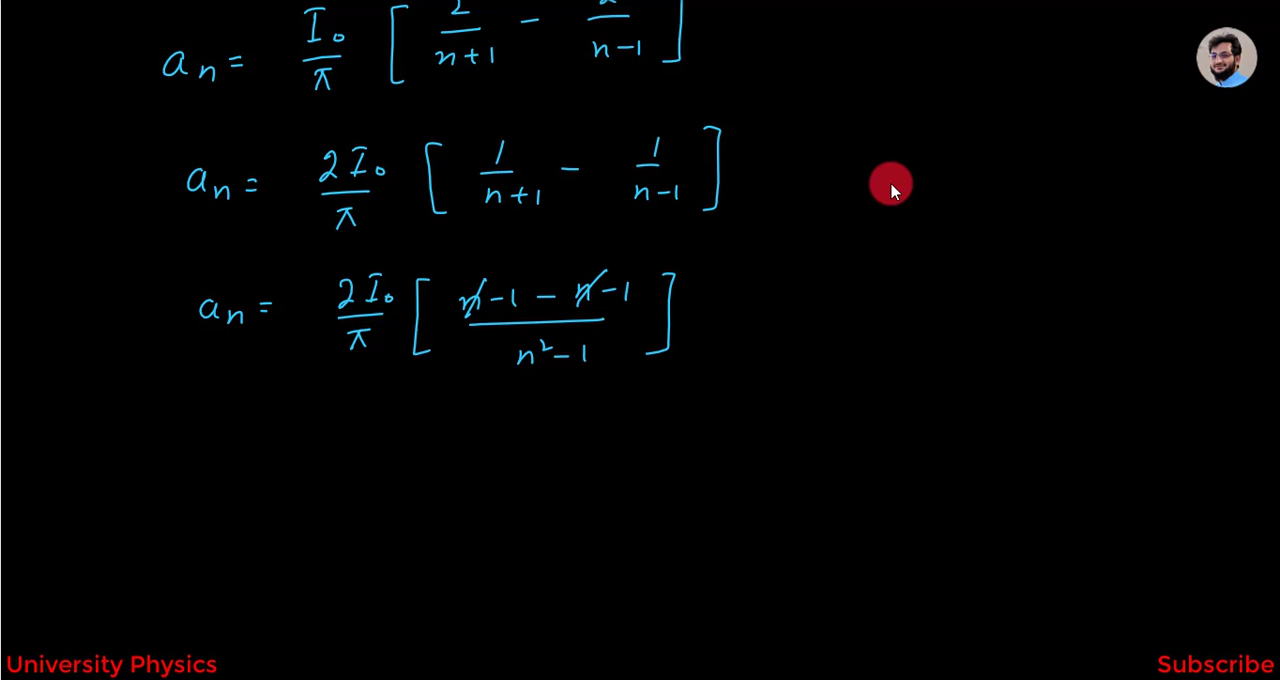 aₙ = I₀/π [ 2/(n+1) − 2/(n−1) ]
aₙ = 2I₀/π [ 1/(n+1) − 1/(n−1) ]
aₙ = 2I₀/π [ (n−1 − n−1)/(n²−1) ]
University Physics
Subscribe